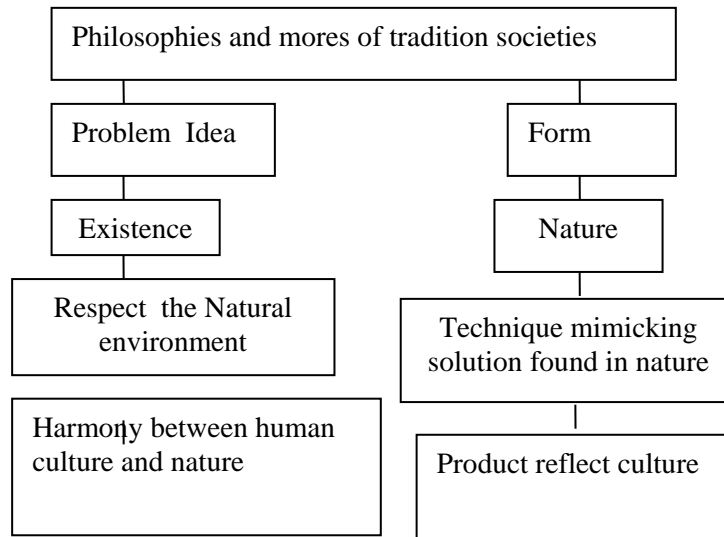 Philosophies and mores of tradition societies
Problem Idea
Form
Existence
Nature
Respect the Natural
environment
Technique mimicking
solution found in nature
Harmony between human
culture and nature
Product reflect culture